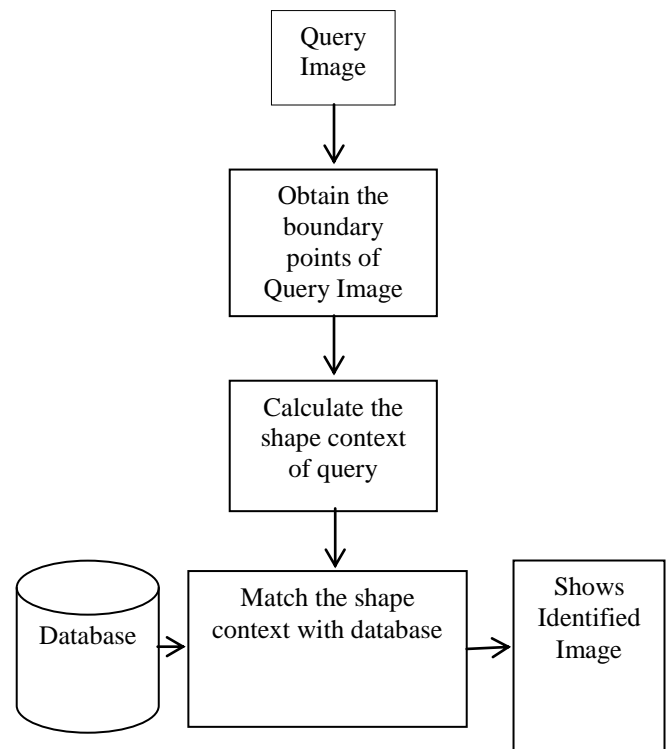 Query
Image
Obtain the
boundary
points of
Query Image
Calculate the
shape context
of query
Database
Match the shape
context with database
Shows
Identified
Image